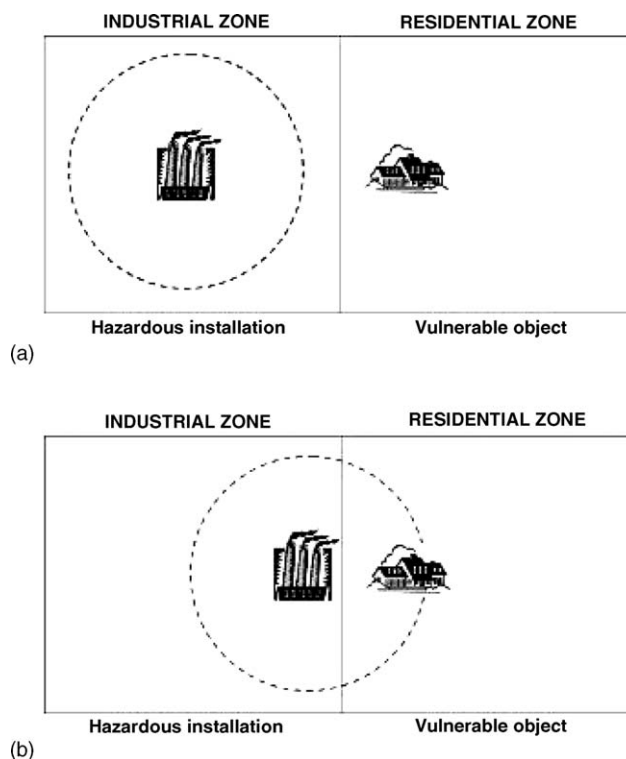 INDUSTRIAL ZONE RESIDENTIAL ZONE
Hazardous installation Vulnerable object
(a)
INDUSTRIAL ZONE RESIDENTIAL ZONE
Hazardous installation Vulnerable object
(b)